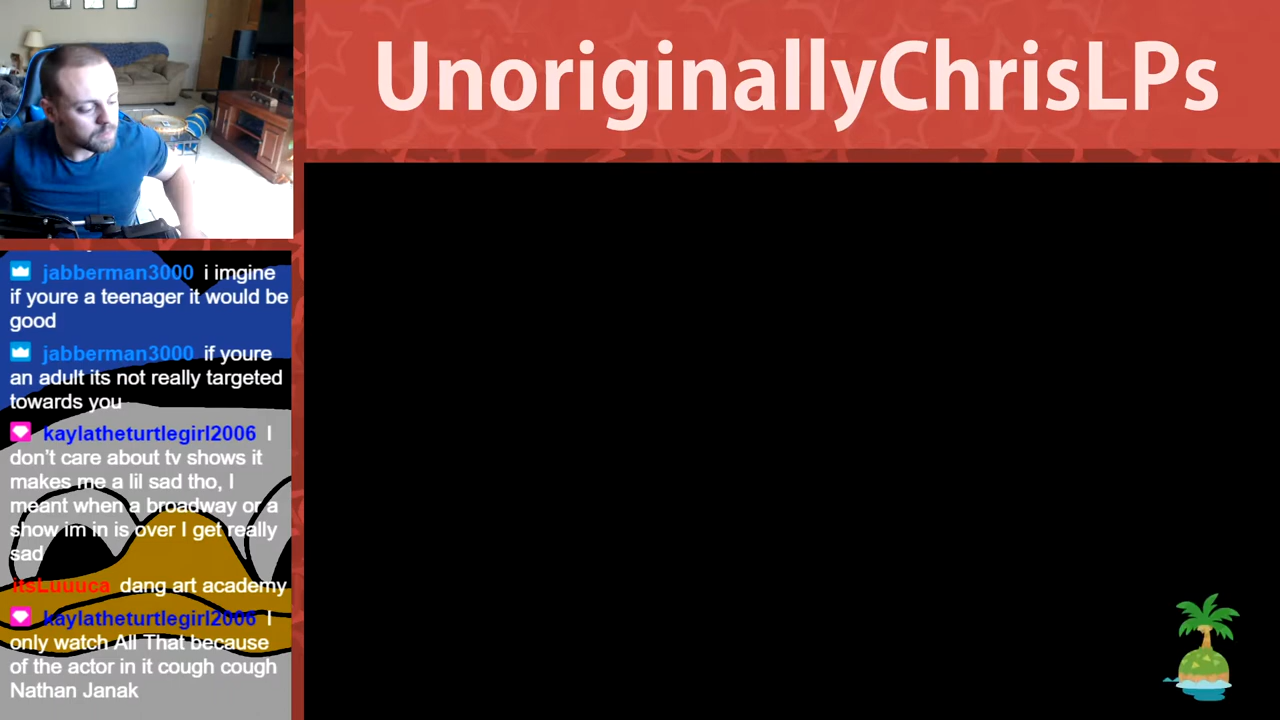 UnoriginallyChrisLPs
jabberman3000 i imgine
if youre a teenager it would be
good
jabberman3000 if youre
an adult its not really targeted
towards you
kaylatheturtlegirl2006 I
don't care about tv shows it
makes me a lil sad tho, I
meant when a broadway or a
show im in is over I get really
sad
itsLuuuca dang art academy
kaylatheturtlegirl2006 I
only watch All That because
of the actor in it cough cough
Nathan Janak